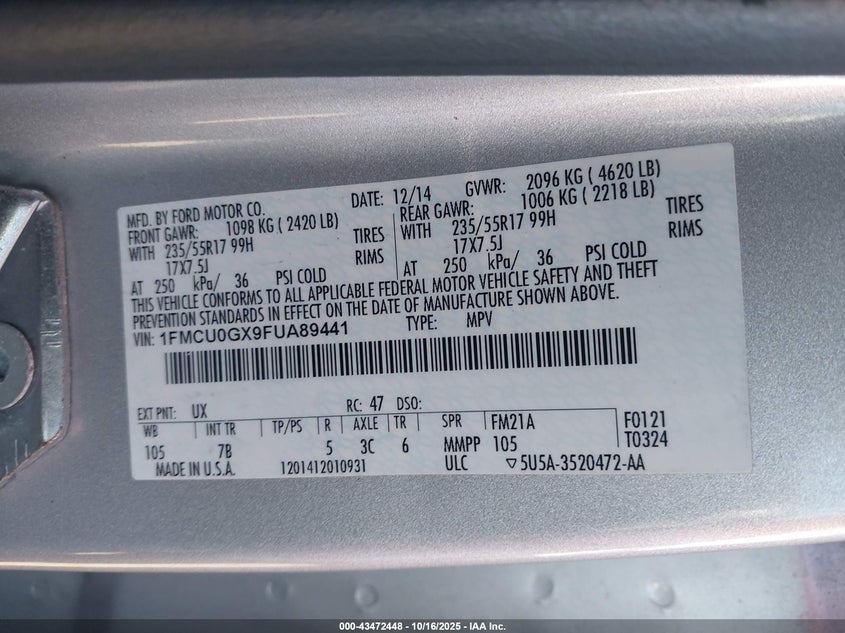 MFD. BY FORD MOTOR CO.
DATE: 12/14
GVWR: 2096 KG ( 4620 LB)
FRONT GAWR: 1098 KG ( 2420 LB)
REAR GAWR: 1006 KG ( 2218 LB)
WITH 235/55R17 99H TIRES
WITH 235/55R17 99H TIRES
17X7.5J RIMS
17X7.5J RIMS
AT 250 kPa/ 36 PSI COLD
AT 250 kPa/ 36 PSI COLD
THIS VEHICLE CONFORMS TO ALL APPLICABLE FEDERAL MOTOR VEHICLE SAFETY AND THEFT
PREVENTION STANDARDS IN EFFECT ON THE DATE OF MANUFACTURE SHOWN ABOVE.
VIN: 1FMCU0GX9FUA89441
TYPE: MPV
EXT PNT: UX RC: 47 DSO:
WB INT TR TP/PS R AXLE TR SPR FM21A F0121
105 7B 5 3C 6 MMPP 105 T0324
MADE IN U.S.A. 1201412010931 ULC ▽5U5A-3520472-AA
000-43472448 - 10/16/2025 - IAA Inc.